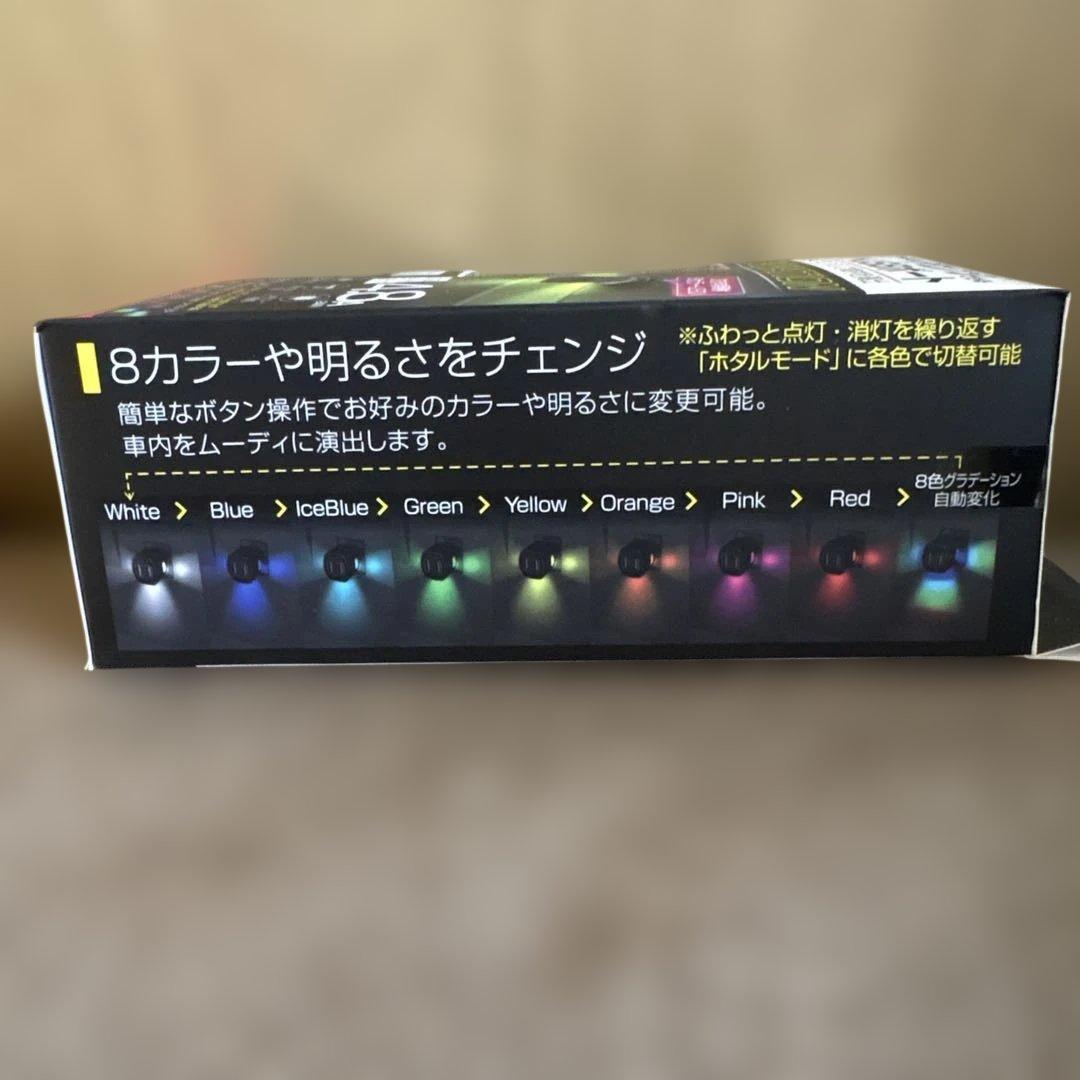 8カラーや明るさをチェンジ
※ふわっと点灯・消灯を繰り返す
「ホタルモード」に各色で切替可能
簡単なボタン操作でお好みのカラーや明るさに変更可能。
車内をムーディに演出します。
White > Blue > IceBlue > Green > Yellow > Orange > Pink > Red > 8色グラデーション
自動変化